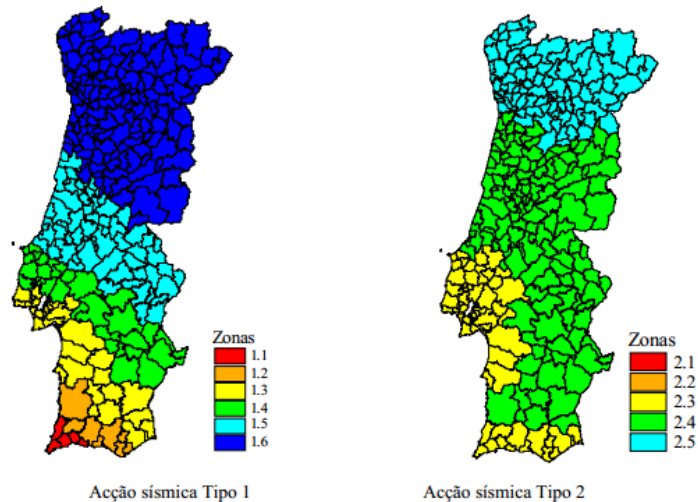 Zonas
1.1
1.2
1.3
1.4
1.5
1.6
Zonas
2.1
2.2
2.3
2.4
2.5
Acção sísmica Tipo 1
Acção sísmica Tipo 2